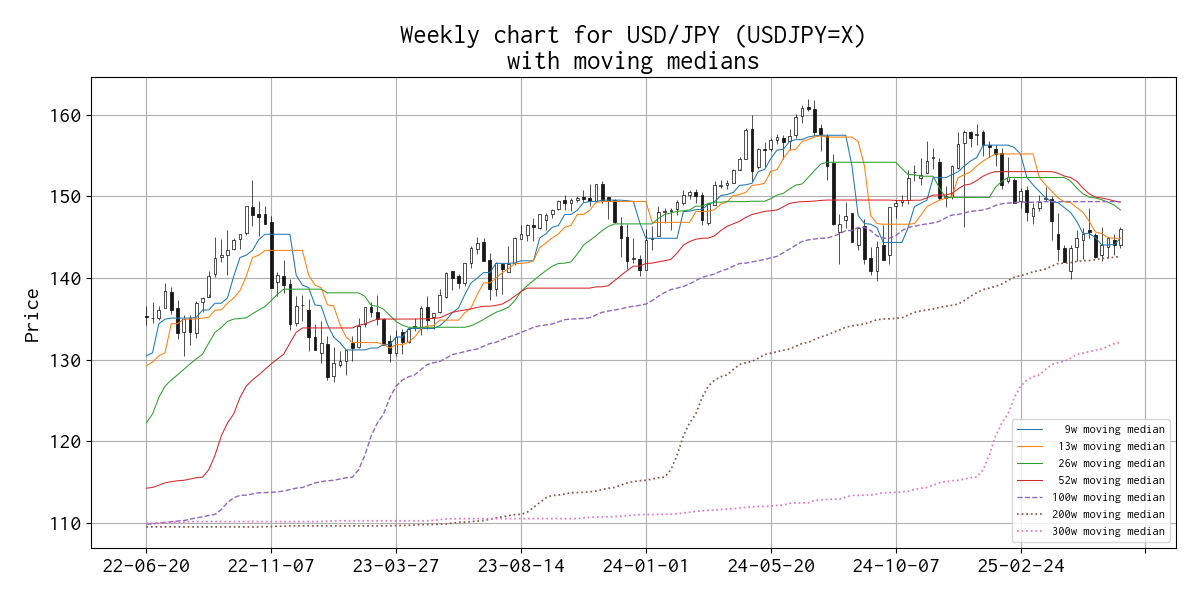 Weekly chart for USD/JPY (USDJPY=X)
with moving medians
Price
160
150
140
130
120
110
22-06-20
22-11-07
23-03-27
23-08-14
24-01-01
24-05-20
24-10-07
25-02-24
9w moving median
13w moving median
26w moving median
52w moving median
100w moving median
200w moving median
300w moving median